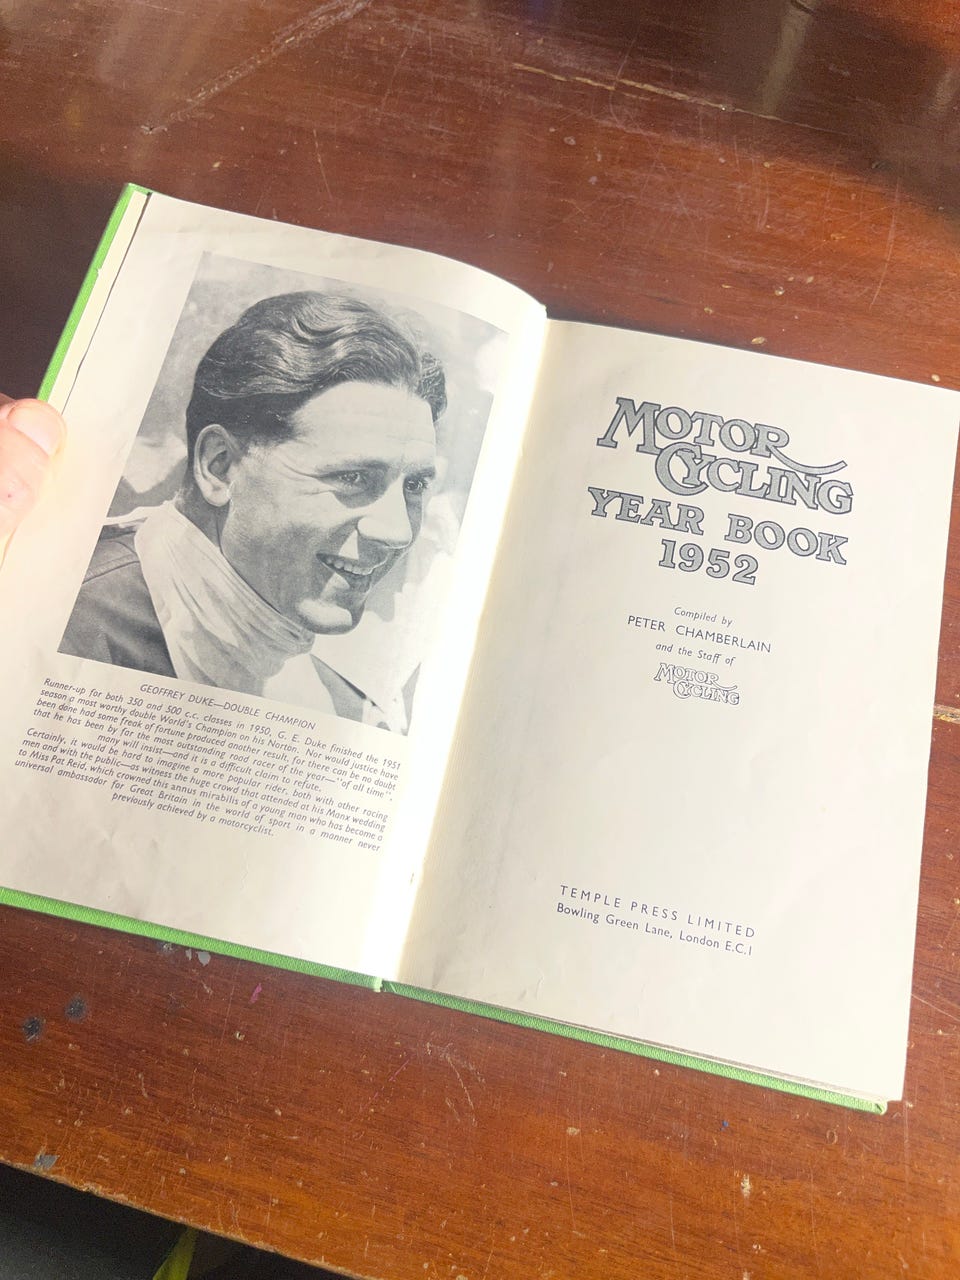 GEOFFREY DUKE—DOUBLE CHAMPION
Runner-up for both 350 and 500 c.c. classes in 1950, G. E. Duke finished the 1951
season a most worthy double World's Champion on his Norton. Nor would justice have
been done had some freak of fortune produced another result, for there can be no doubt
that he has been by far the most outstanding road racer of the year—"of all time",
many will insist—and it is a difficult claim to refute.
Certainly, it would be hard to imagine a more popular rider, both with other racing
men and with the public—as witness the huge crowd that attended at his Manx wedding
to Miss Pat Reid, which crowned this annus mirabilis of a young man who has become a
universal ambassador for Great Britain in the world of sport in a manner never
previously achieved by a motorcyclist.
MOTOR
CYCLING
YEAR BOOK
1952
Compiled by
PETER CHAMBERLAIN
and the Staff of
MOTOR
CYCLING
TEMPLE PRESS LIMITED
Bowling Green Lane, London E.C.1